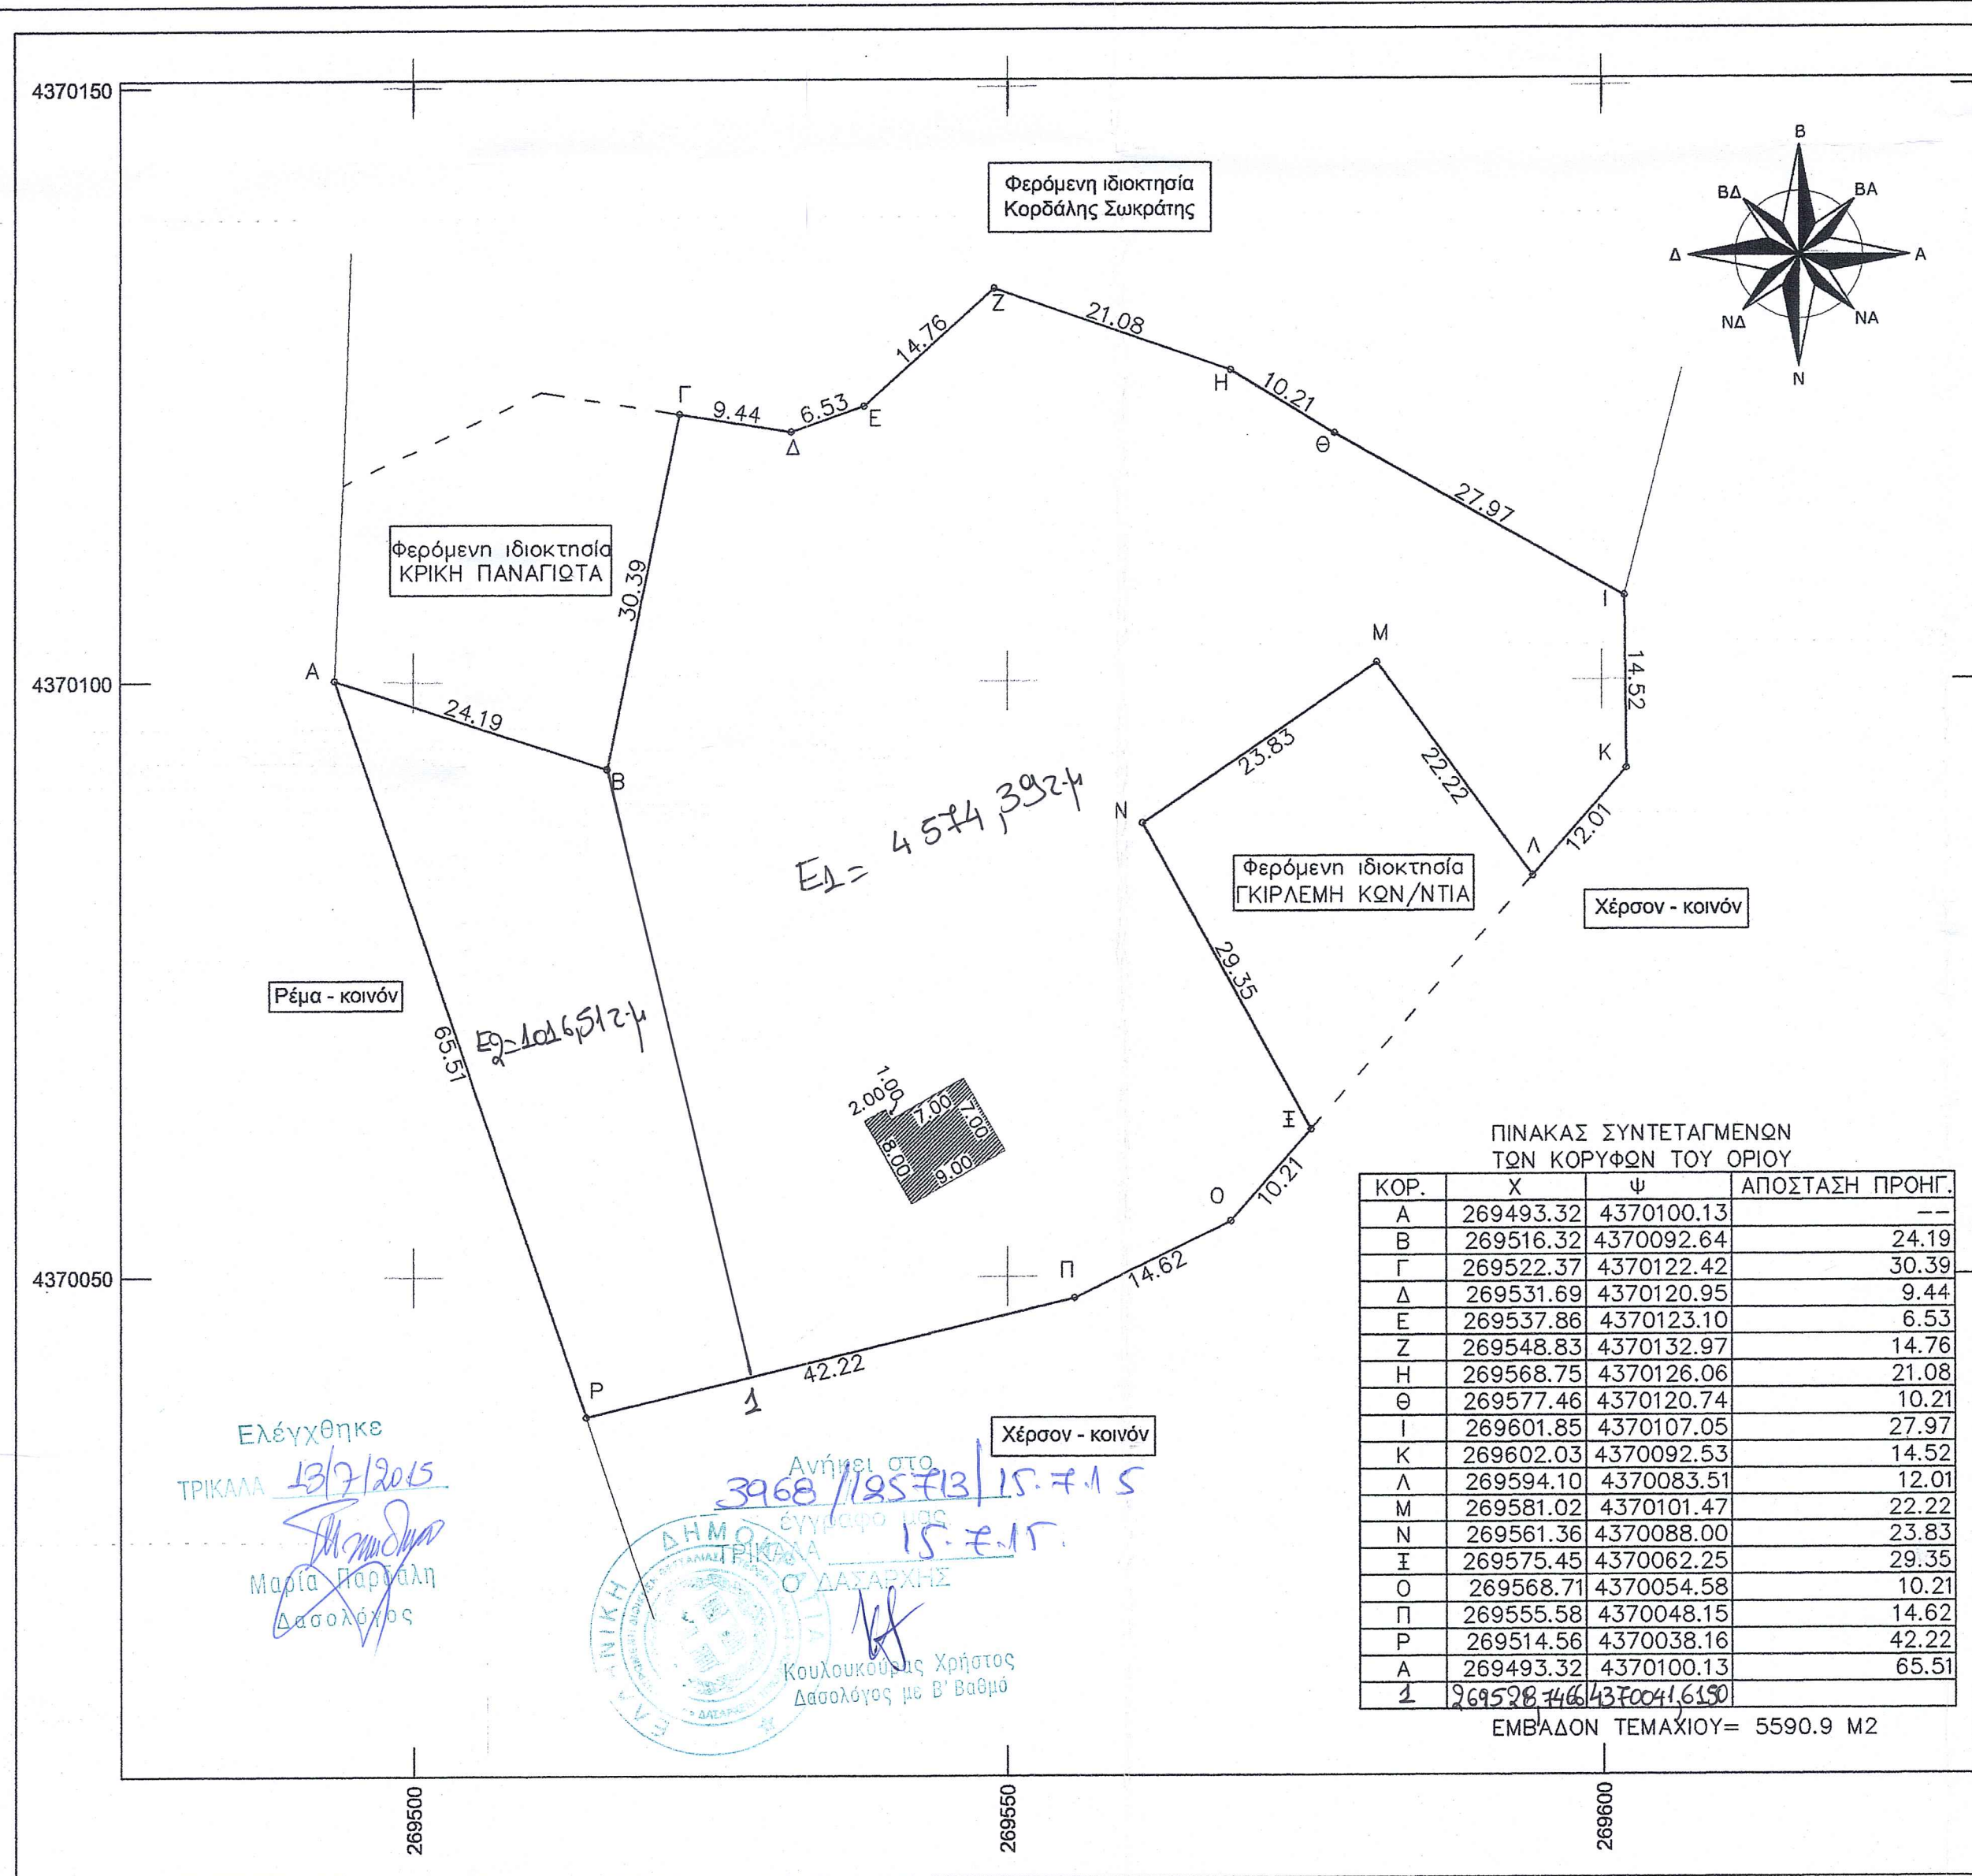 4370150
Φερόμενη ιδιοκτησία
Κορδάλης Σωκράτης
Β
ΒΔ
ΒΑ
Δ
Α
ΝΔ
ΝΑ
Ν
Ζ
21.08
14.76
Η
10.21
Γ
9.44
6.53
Ε
Δ
Θ
27.97
Φερόμενη ιδιοκτησία
ΚΡΙΚΗ ΠΑΝΑΓΙΩΤΑ
30.39
Ι
Μ
14.52
4370100
Α
24.19
23.83
22.22
Κ
Β
Ν
12.01
Ε1= 4574,39τ.μ
Λ
Φερόμενη ιδιοκτησία
ΓΚΙΡΛΕΜΗ ΚΩΝ/ΝΤΙΑ
Χέρσον - κοινόν
Ρέμα - κοινόν
29.35
65.51
Ε2=1016,51τ.μ
1.00
2.00
7.00
7.00
8.00
9.00
Ξ
10.21
Ο
4370050
Π
14.62
42.22
Ρ
1
Χέρσον - κοινόν
ΠΙΝΑΚΑΣ ΣΥΝΤΕΤΑΓΜΕΝΩΝ
ΤΩΝ ΚΟΡΥΦΩΝ ΤΟΥ ΟΡΙΟΥ
ΚΟΡ. Χ Ψ ΑΠΟΣΤΑΣΗ ΠΡΟΗΓ.
Α 269493.32 4370100.13 --
Β 269516.32 4370092.64 24.19
Γ 269522.37 4370122.42 30.39
Δ 269531.69 4370120.95 9.44
Ε 269537.86 4370123.10 6.53
Ζ 269548.83 4370132.97 14.76
Η 269568.75 4370126.06 21.08
Θ 269577.46 4370120.74 10.21
Ι 269601.85 4370107.05 27.97
Κ 269602.03 4370092.53 14.52
Λ 269594.10 4370083.51 12.01
Μ 269581.02 4370101.47 22.22
Ν 269561.36 4370088.00 23.83
Ξ 269575.45 4370062.25 29.35
Ο 269568.71 4370054.58 10.21
Π 269555.58 4370048.15 14.62
Ρ 269514.56 4370038.16 42.22
Α 269493.32 4370100.13 65.51
1 269528,7466 4370041,6150
ΕΜΒΑΔΟΝ ΤΕΜΑΧΙΟΥ= 5590.9 Μ2
Ελέγχθηκε
ΤΡΙΚΑΛΑ 13/7/2015
Μαρία Παρδάλη
Δασολόγος
Ανήκει στο
3968/125713/15.7.15
έγγραφο μας
ΤΡΙΚΑΛΑ 15.7.15.
Ο ΔΑΣΑΡΧΗΣ
Κουλουκούρας Χρήστος
Δασολόγος με Β' Βαθμό
ΕΛΛΗΝΙΚΗ ΔΗΜΟΚΡΑΤΙΑ
269500
269550
269600